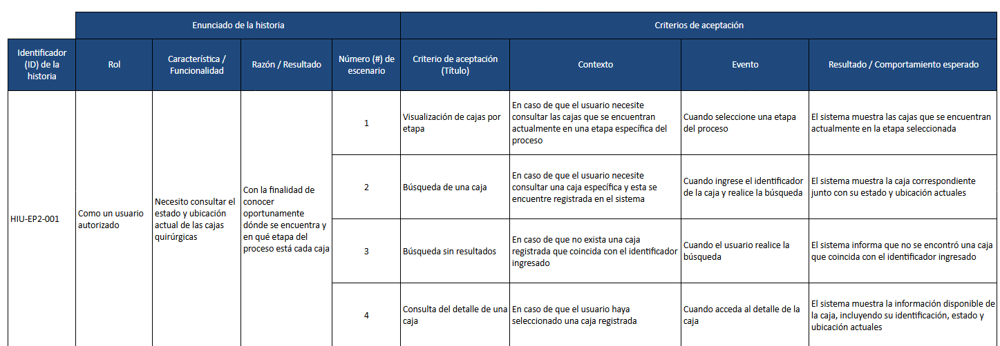 Enunciado de la historia
Criterios de aceptación
Identificador
(ID) de la
historia
Rol
Característica /
Funcionalidad
Razón / Resultado
Número (#) de
escenario
Criterio de aceptación
(Título)
Contexto
Evento
Resultado / Comportamiento esperado
HIU-EP2-001
Como un usuario
autorizado
Necesito consultar el
estado y ubicación
actual de las cajas
quirúrgicas
Con la finalidad de
conocer
oportunamente
dónde se encuentra y
en qué etapa del
proceso está cada caja
1
Visualización de cajas por
etapa
En caso de que el usuario necesite
consultar las cajas que se encuentran
actualmente en una etapa específica del
proceso
Cuando seleccione una etapa
del proceso
El sistema muestra las cajas que se encuentran
actualmente en la etapa seleccionada
2
Búsqueda de una caja
En caso de que el usuario necesite
consultar una caja específica y esta se
encuentre registrada en el sistema
Cuando ingrese el identificador
de la caja y realice la búsqueda
El sistema muestra la caja correspondiente
junto con su estado y ubicación actuales
3
Búsqueda sin resultados
En caso de que no exista una caja
registrada que coincida con el identificador
ingresado
Cuando el usuario realice la
búsqueda
El sistema informa que no se encontró una caja
que coincida con el identificador ingresado
4
Consulta del detalle de una
caja
En caso de que el usuario haya
seleccionado una caja registrada
Cuando acceda al detalle de la
caja
El sistema muestra la información disponible de
la caja, incluyendo su identificación, estado y
ubicación actuales